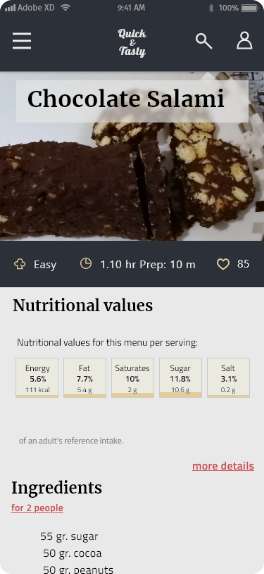 Adobe XD 9:41 AM 100%
Quick
&
Tasty
Chocolate Salami
Easy 1.10 hr Prep: 10 m 85
Nutritional values
Nutritional values for this menu per serving:
Energy Fat Saturates Sugar Salt
5.6% 7.7% 10% 11.8% 3.1%
111 kcal 5.4 g 2 g 10.6 g 0.2 g
of an adult's reference intake.
more details
Ingredients
for 2 people
55 gr. sugar
50 gr. cocoa
50 gr. peanuts